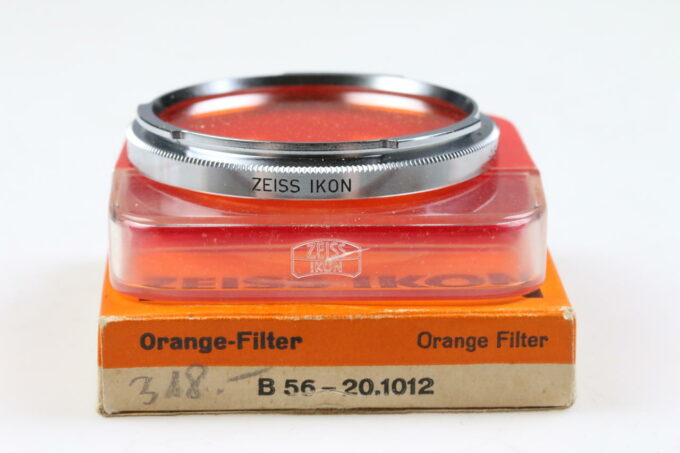 ZEISS IKON
ZEISS
IKON
ZEISS IKON
Orange-Filter Orange Filter
318.-
B 56 - 20.1012